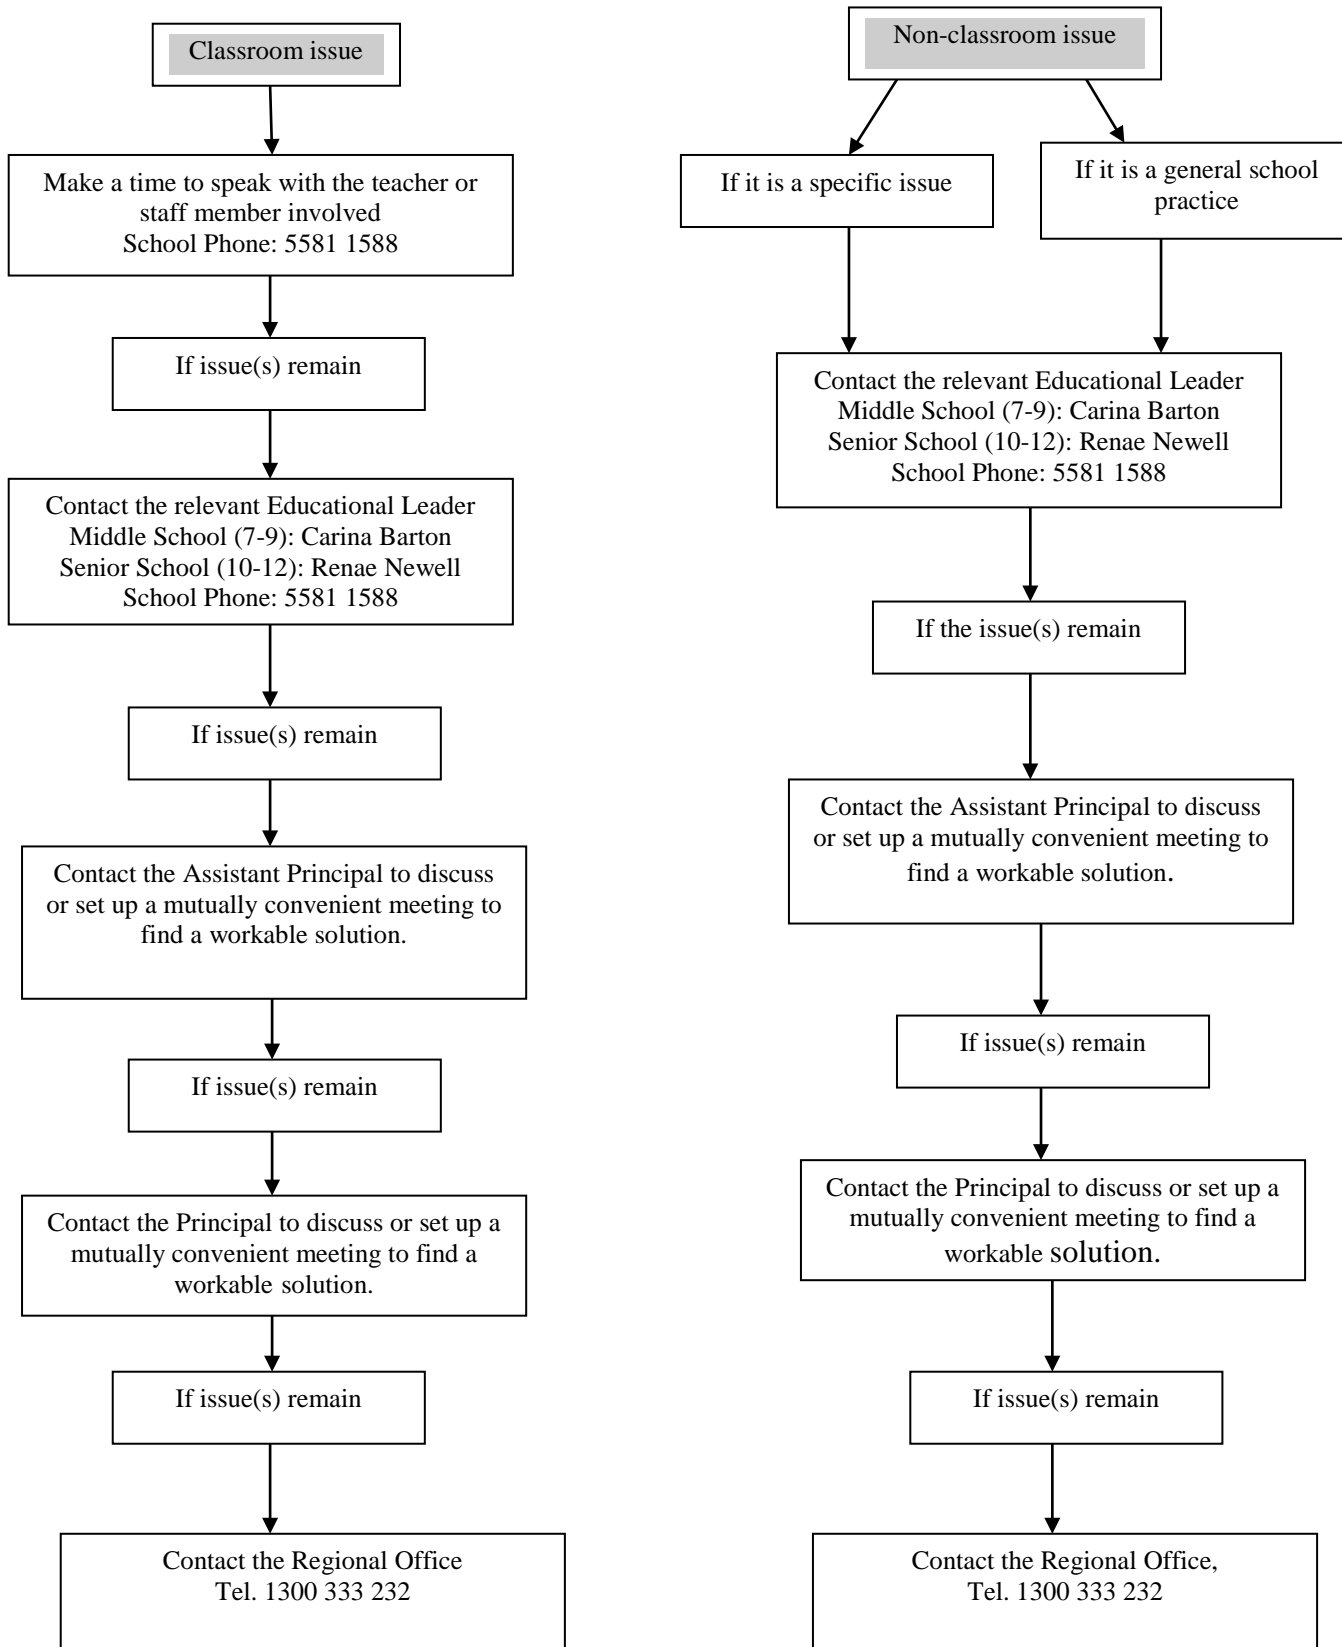 Classroom issue
Make a time to speak with the teacher or
staff member involved
School Phone: 5581 1588
If issue(s) remain
Contact the relevant Educational Leader
Middle School (7-9): Carina Barton
Senior School (10-12): Renae Newell
School Phone: 5581 1588
If issue(s) remain
Contact the Assistant Principal to discuss
or set up a mutually convenient meeting to
find a workable solution.
If issue(s) remain
Contact the Principal to discuss or set up a
mutually convenient meeting to find a
workable solution.
If issue(s) remain
Contact the Regional Office
Tel. 1300 333 232
Non-classroom issue
If it is a specific issue
If it is a general school
practice
Contact the relevant Educational Leader
Middle School (7-9): Carina Barton
Senior School (10-12): Renae Newell
School Phone: 5581 1588
If the issue(s) remain
Contact the Assistant Principal to discuss
or set up a mutually convenient meeting to
find a workable solution.
If issue(s) remain
Contact the Principal to discuss or set up a
mutually convenient meeting to find a
workable solution.
If issue(s) remain
Contact the Regional Office,
Tel. 1300 333 232